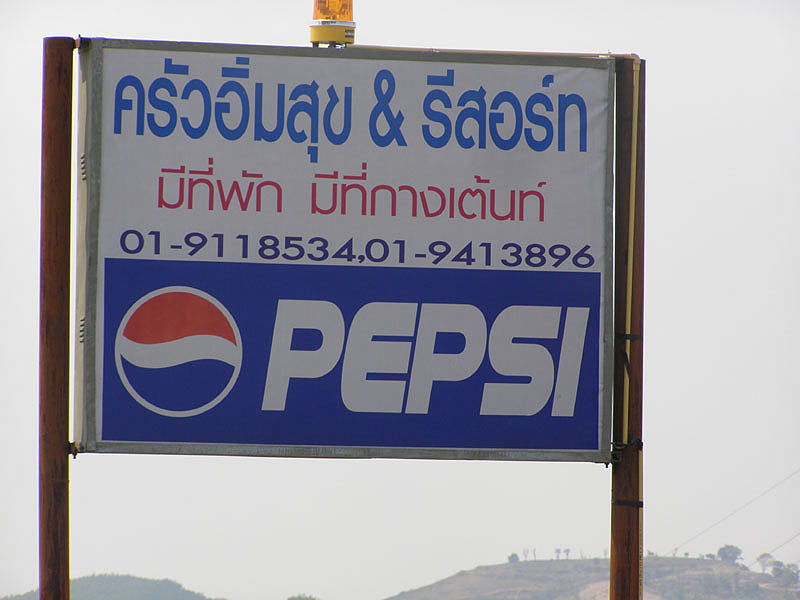 ครัวอิ่มสุข & รีสอร์ท
มีที่พัก มีที่กางเต้นท์
01-9118534,01-9413896
PEPSI